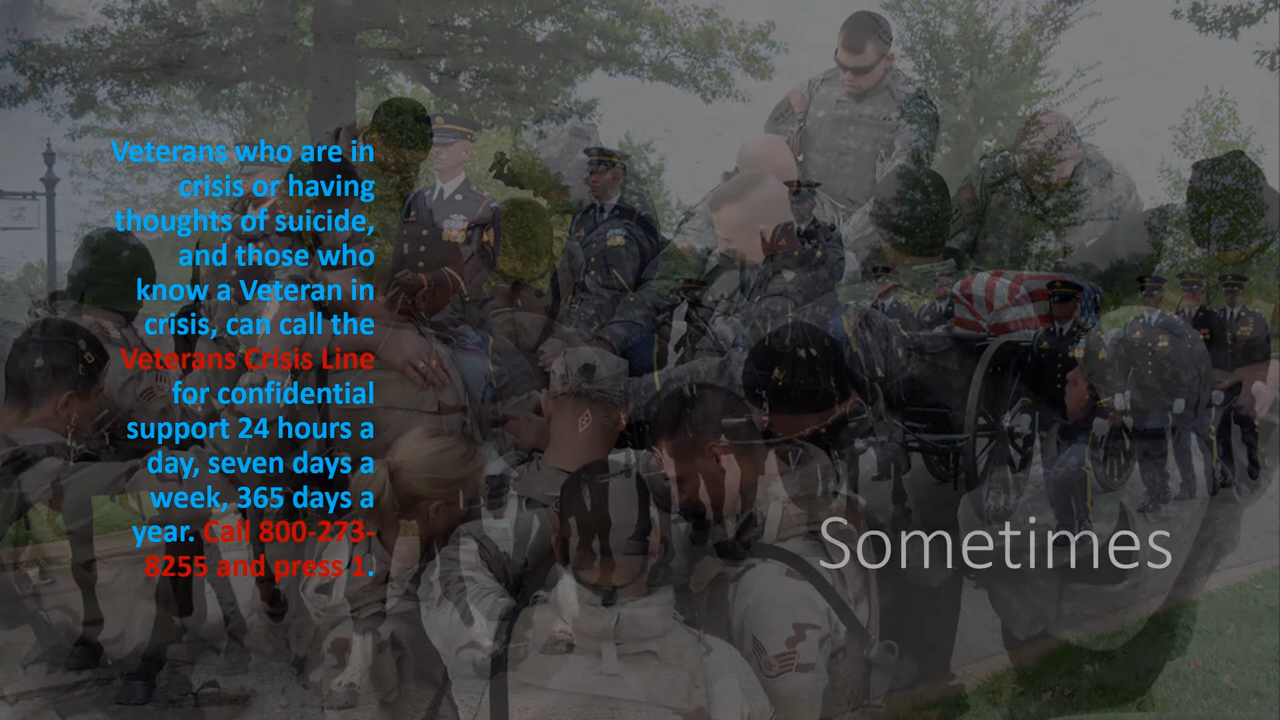 Veterans who are in
crisis or having
thoughts of suicide,
and those who
know a Veteran in
crisis, can call the
Veterans Crisis Line
for confidential
support 24 hours a
day, seven days a
week, 365 days a
year. Call 800-273-
8255 and press 1.
Sometimes